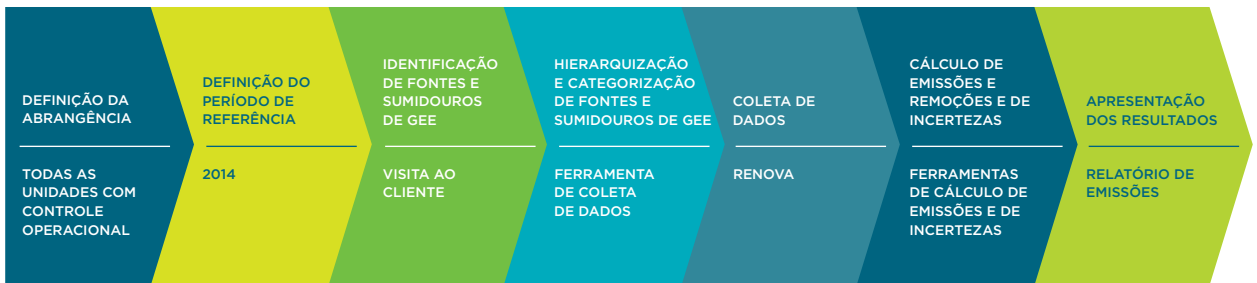 DEFINIÇÃO DA
ABRANGÊNCIA
TODAS AS
UNIDADES COM
CONTROLE
OPERACIONAL
DEFINIÇÃO DO
PERÍODO DE
REFERÊNCIA
2014
IDENTIFICAÇÃO
DE FONTES E
SUMIDOUROS
DE GEE
VISITA AO
CLIENTE
HIERARQUIZAÇÃO
E CATEGORIZAÇÃO
DE FONTES E
SUMIDOUROS DE GEE
FERRAMENTA
DE COLETA
DE DADOS
COLETA DE
DADOS
RENOVA
CÁLCULO DE
EMISSÕES E
REMOÇÕES E DE
INCERTEZAS
FERRAMENTAS
DE CÁLCULO DE
EMISSÕES E DE
INCERTEZAS
APRESENTAÇÃO
DOS RESULTADOS
RELATÓRIO DE
EMISSÕES